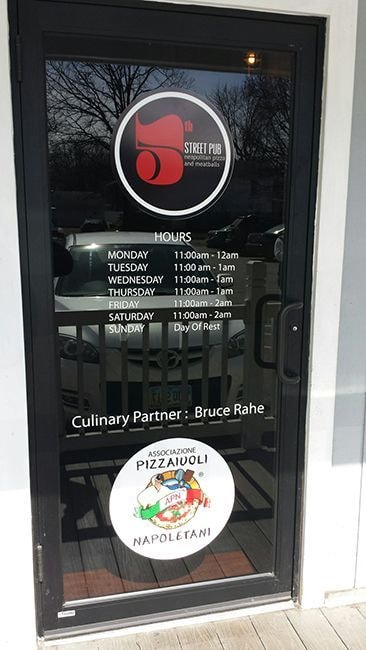 5th
STREET PUB
neapolitan pizza
and meatballs
HOURS
MONDAY 11:00am - 12am
TUESDAY 11:00 am - 1am
WEDNESDAY 11:00am - 1am
THURSDAY 11:00am - 1am
FRIDAY 11:00am - 2am
SATURDAY 11:00am - 2am
SUNDAY Day Of Rest
Culinary Partner : Bruce Rahe
ASSOCIAZIONE
PIZZAIUOLI
®
APN
NAPOLETANI